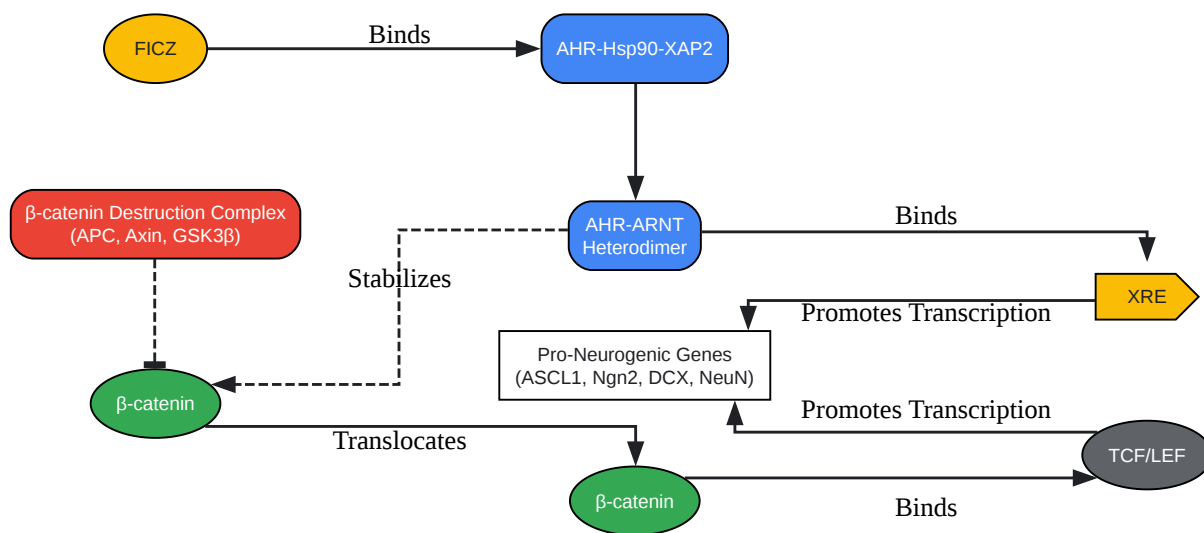 FICZ
Binds
AHR-Hsp90-XAP2
β-catenin Destruction Complex
(APC, Axin, GSK3β)
AHR-ARNT
Heterodimer
Binds
Stabilizes
XRE
Promotes Transcription
Pro-Neurogenic Genes
(ASCL1, Ngn2, DCX, NeuN)
β-catenin
Promotes Transcription
Translocates
TCF/LEF
β-catenin
Binds